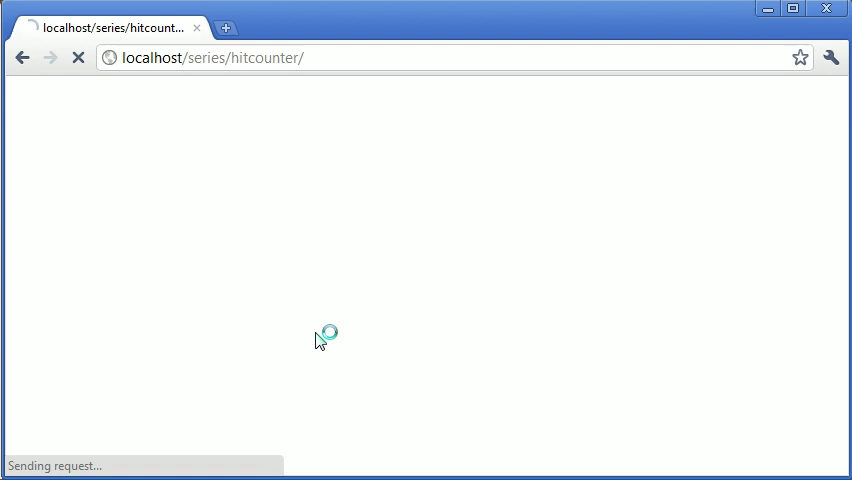 localhost/series/hitcount...
localhost/series/hitcounter/
Sending request...